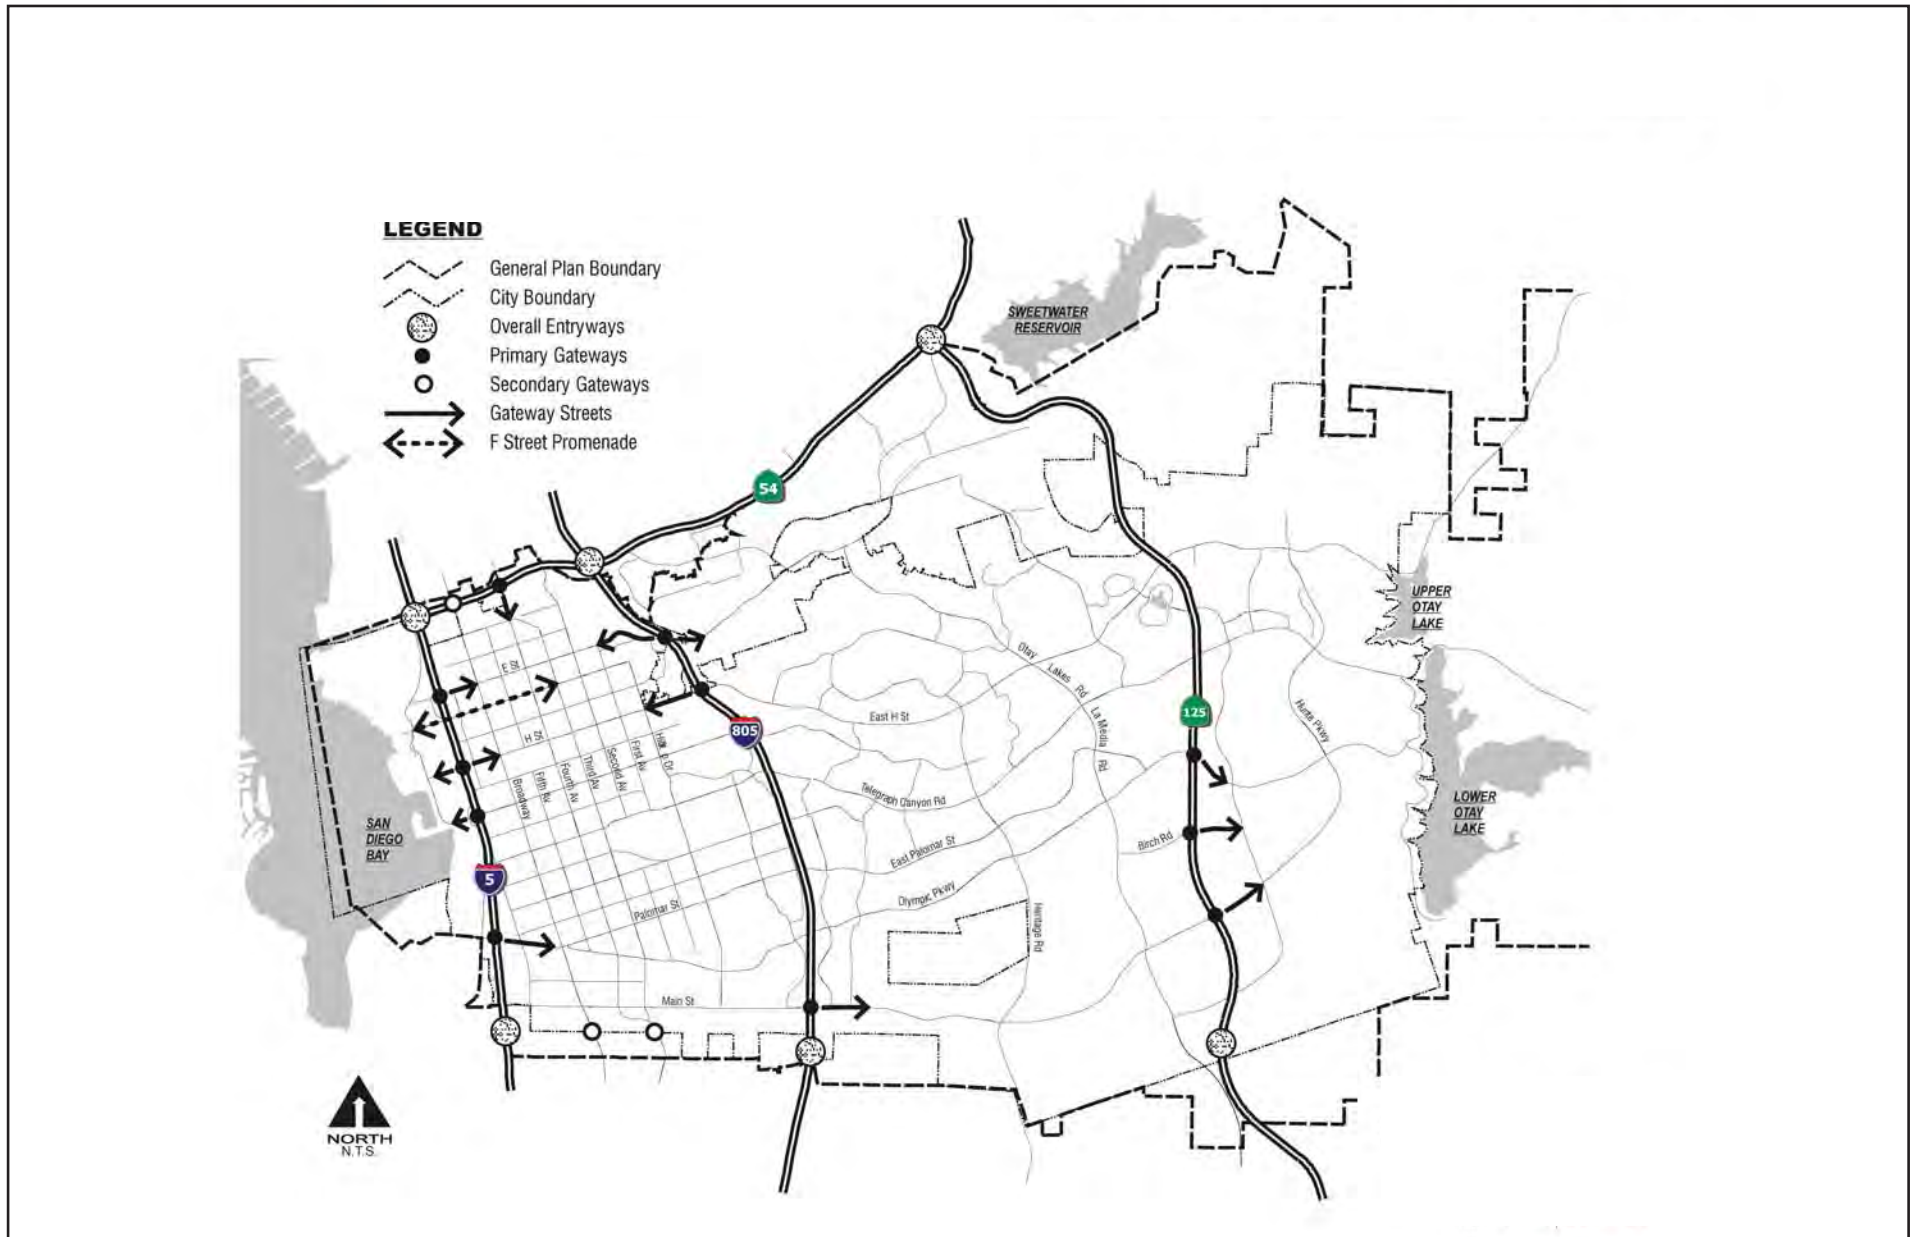 LEGEND
General Plan Boundary
City Boundary
Overall Entryways
Primary Gateways
Secondary Gateways
Gateway Streets
F Street Promenade
SWEETWATER
RESERVOIR
54
UPPER
OTAY
LAKE
E St
Otay Lakes Rd
H St
East H St
805
125
La Media Rd
Hunte Pkwy
Broadway
Fifth Av
Fourth Av
Third Av
Second Av
First Av
Telegraph Canyon Rd
LOWER
OTAY
LAKE
SAN
DIEGO
BAY
5
East Palomar St
Birch Rd
Palomar St
Olympic Pkwy
Heritage Rd
Main St
NORTH
N.T.S.